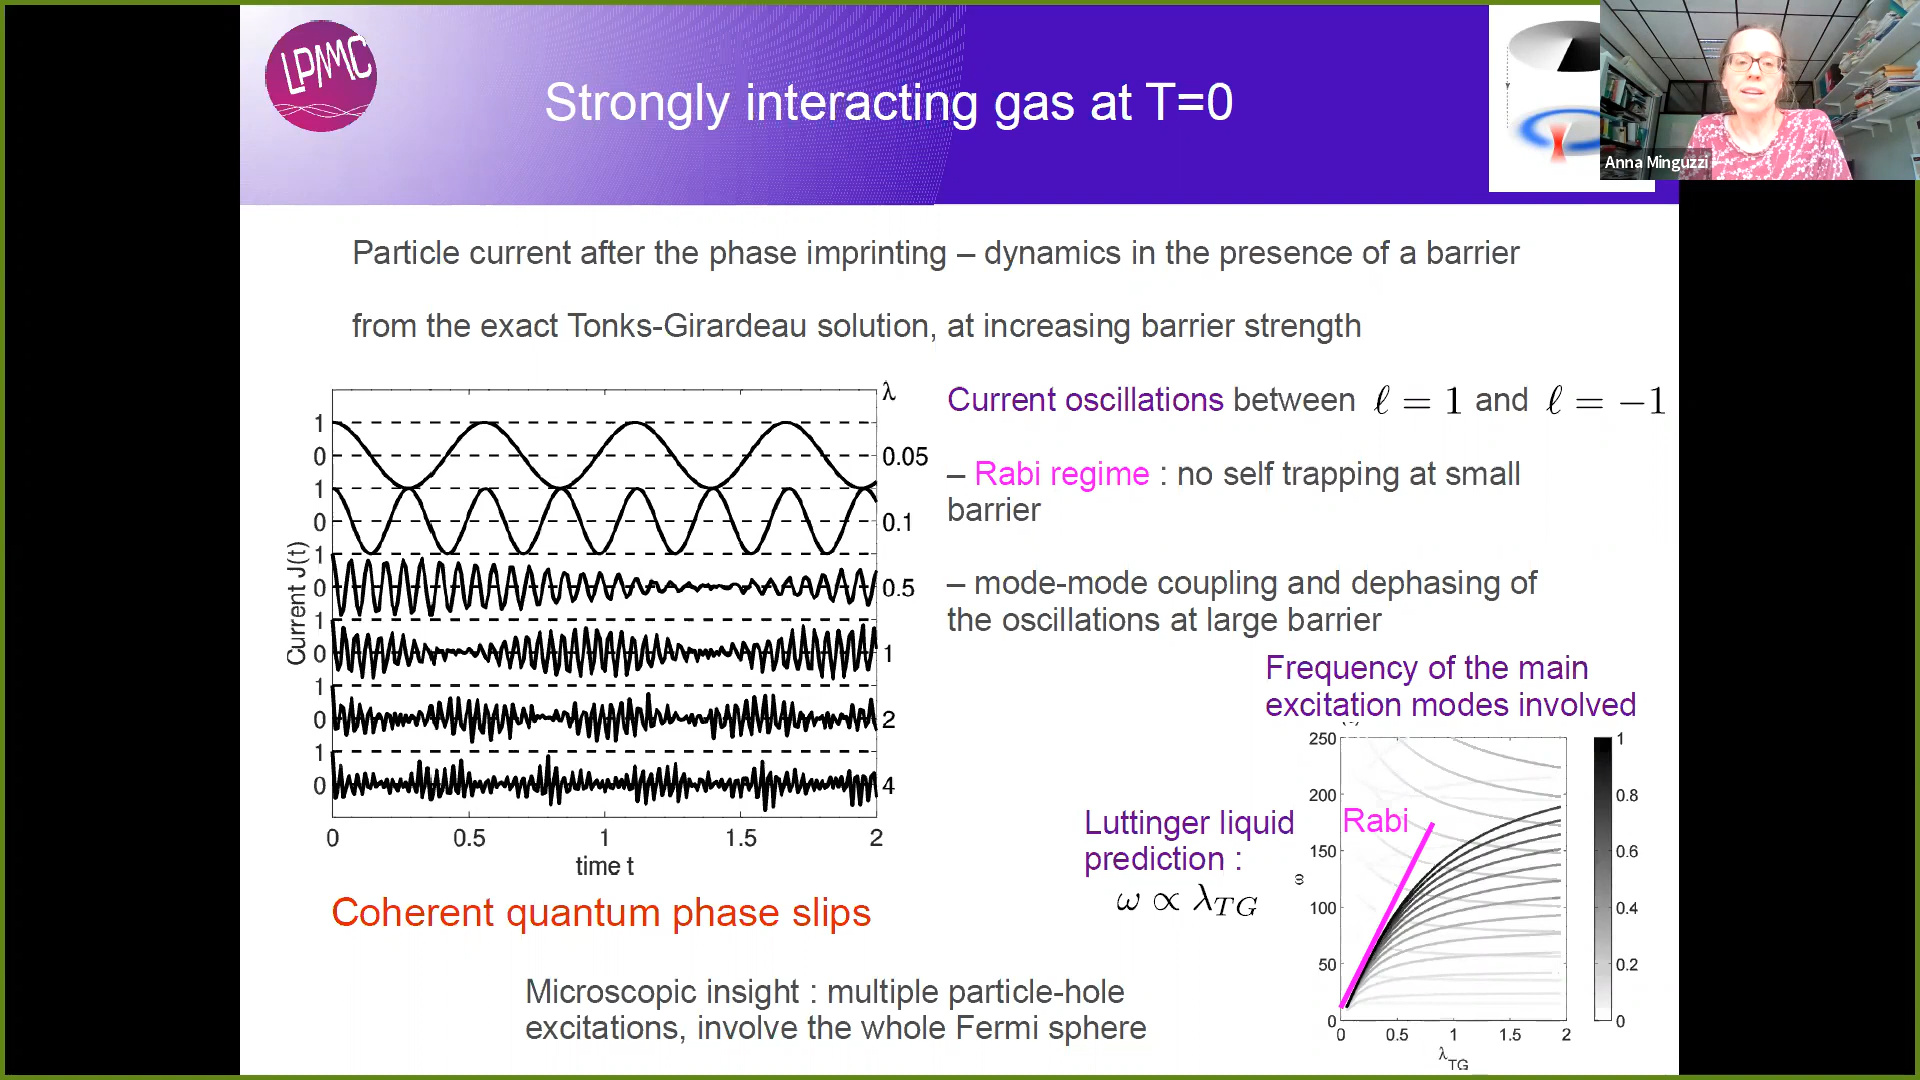 LPMMC
Strongly interacting gas at T=0
Anna Minguzzi
Particle current after the phase imprinting – dynamics in the presence of a barrier
from the exact Tonks-Girardeau solution, at increasing barrier strength
λ
1
0
0.05
1
0
0.1
1
0
0.5
1
0
1
1
0
2
1
0
4
Current J(t)
0 0.5 1 1.5 2
time t
Current oscillations between ℓ = 1 and ℓ = −1
– Rabi regime : no self trapping at small
barrier
– mode-mode coupling and dephasing of
the oscillations at large barrier
Frequency of the main
excitation modes involved
Luttinger liquid
prediction :
ω ∝ λ_TG
Rabi
250
200
150
100
50
0
ω
0 0.5 1 1.5 2
λ_TG
1
0.8
0.6
0.4
0.2
0
Coherent quantum phase slips
Microscopic insight : multiple particle-hole
excitations, involve the whole Fermi sphere